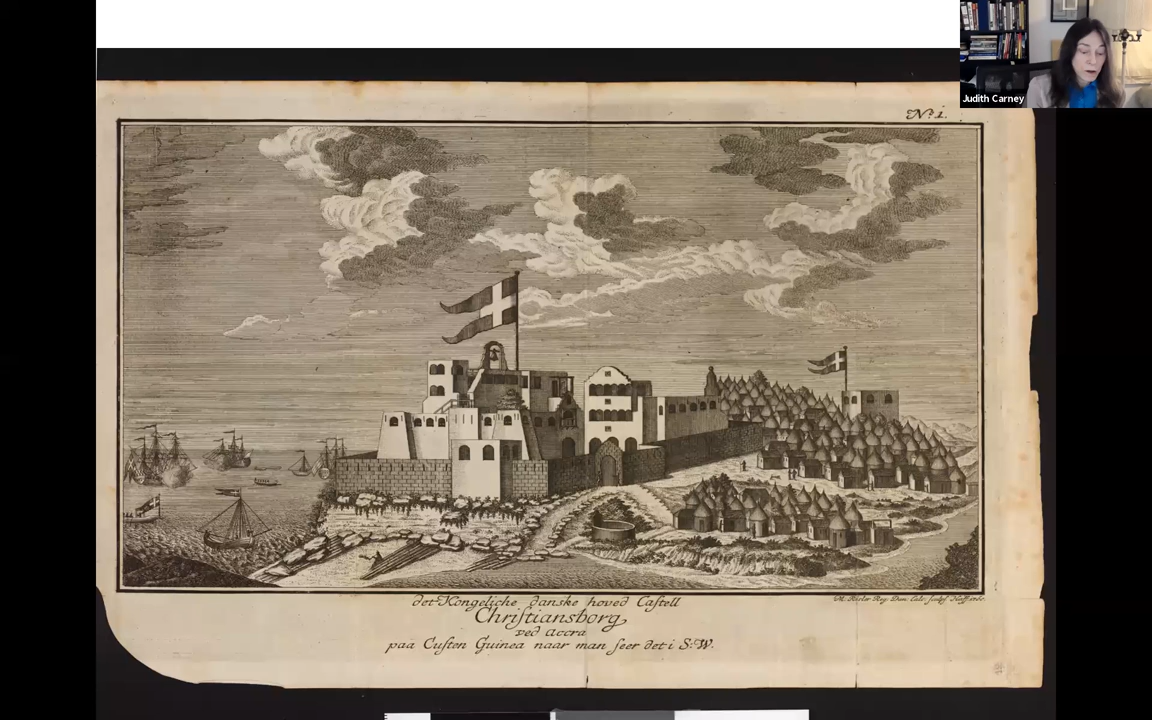 Judith Carney
No. 1.
det Kongeliche danske hoved Castell
Christiansborg,
ved accra
paa Custen Guinea naar man seer det i S:W.